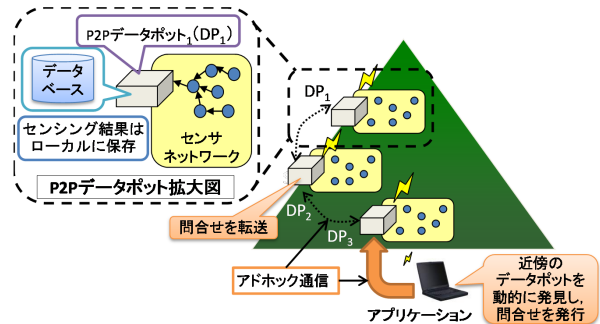 P2Pデータポット1(DP1)
データ
ベース
センシング結果は
ローカルに保存
センサ
ネットワーク
P2Pデータポット拡大図
DP1
問合せを転送
DP2
DP3
アドホック通信
アプリケーション
近傍の
データポットを
動的に発見し,
問合せを発行